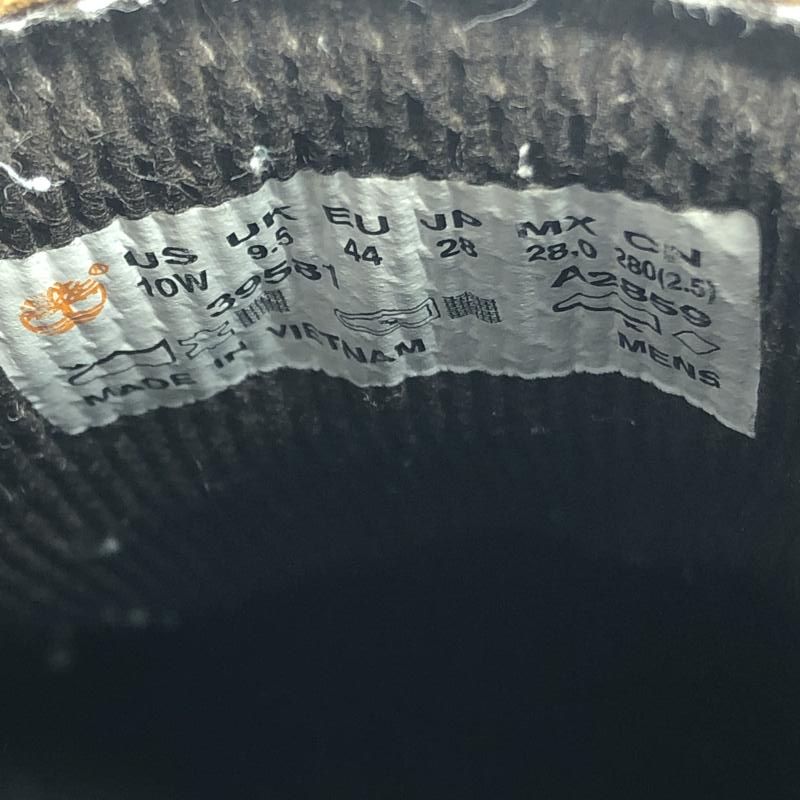 US UK EU JP MX CN
10W 9.5 44 28 28.0 280(2.5)
39581 A2859
MADE IN VIETNAM MENS